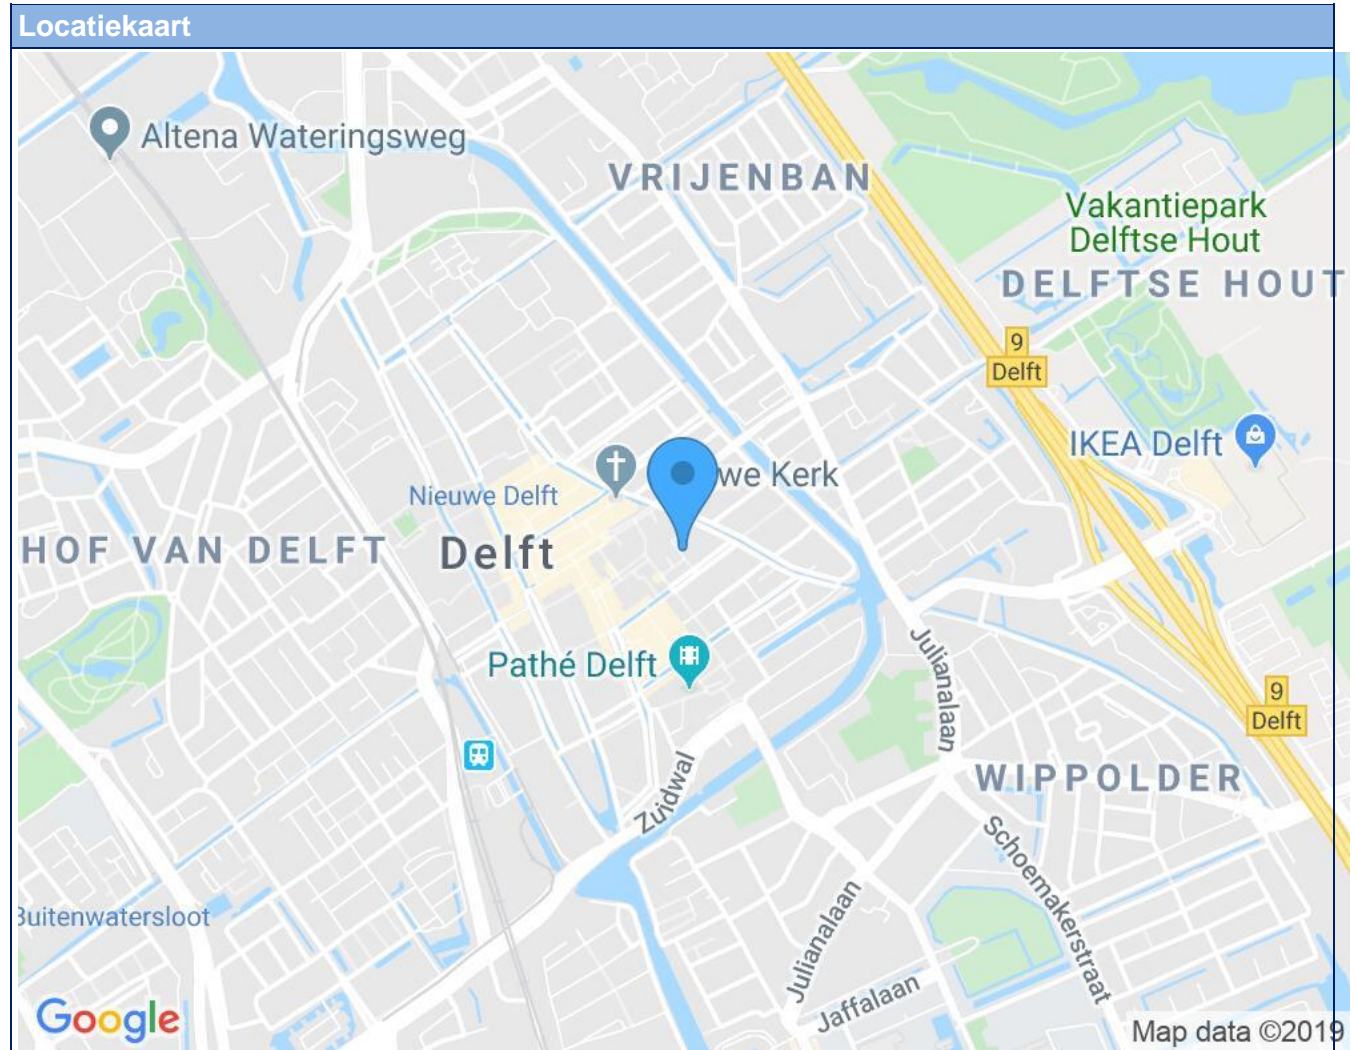 Locatiekaart
Altena Wateringsweg
VRIJENBAN
Vakantiepark
Delftse Hout
DELFTSE HOUT
9
Delft
IKEA Delft
we Kerk
Nieuwe Delft
HOF VAN DELFT
Delft
Pathé Delft
Julianalaan
9
Delft
WIPPOLDER
Zuidwal
Schoemakerstraat
Julianalaan
Buitenwatersloot
Jaffalaan
Google
Map data ©2019